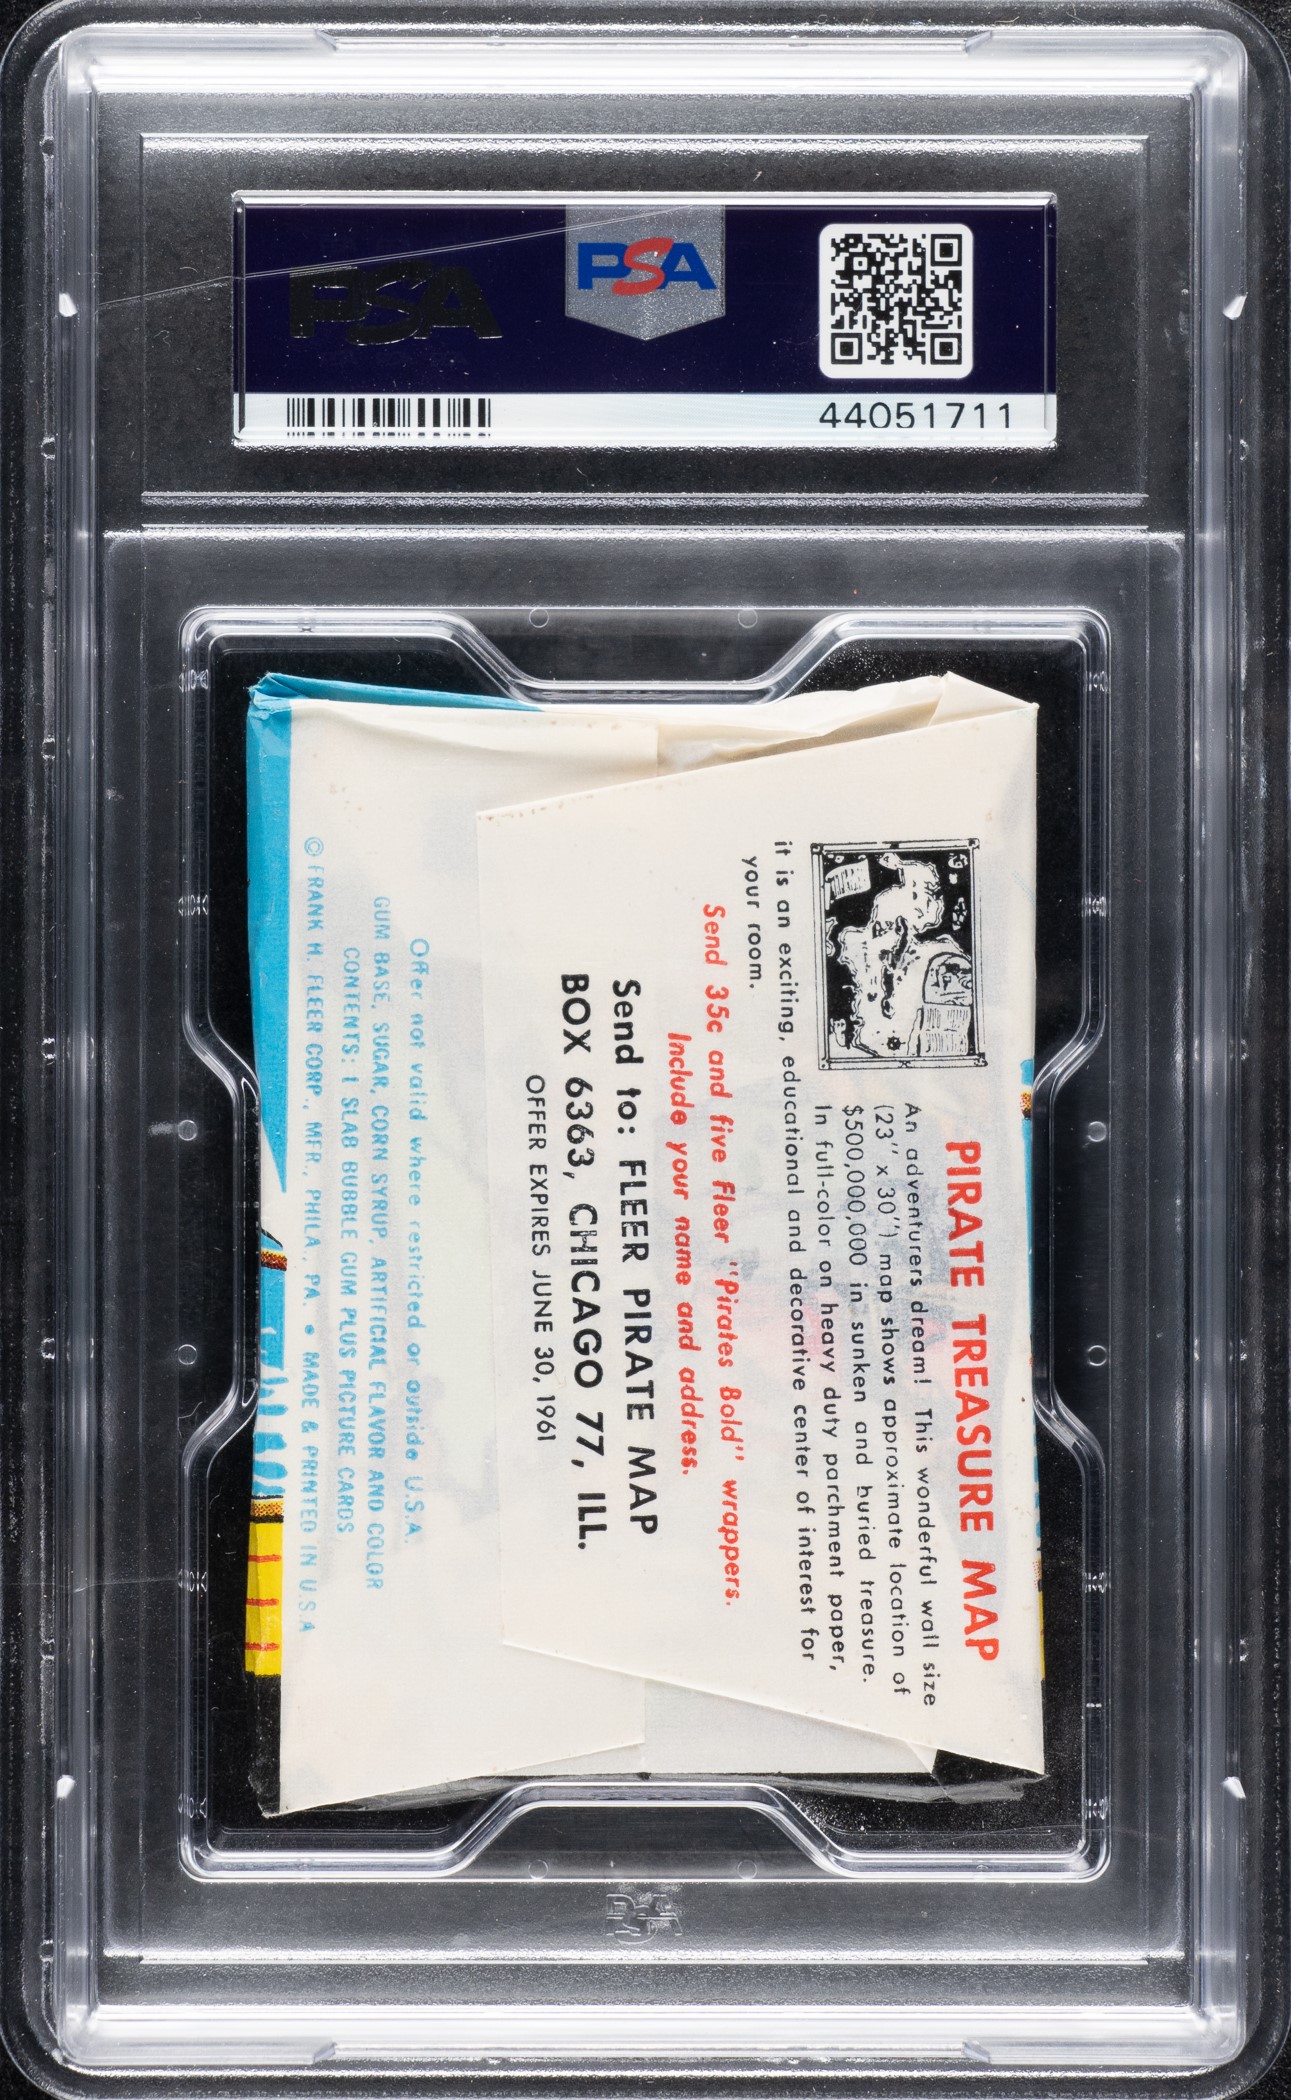 PSA
PSA
44051711
PIRATE TREASURE MAP
An adventurers dream! This wonderful wall size
(23" x 30") map shows approximate location of
$500,000,000 in sunken and buried treasure.
In full-color on heavy duty parchment paper,
it is an exciting, educational and decorative center of interest for
your room.
Send 35c and five Fleer "Pirates Bold" wrappers.
Include your name and address.
Send to: FLEER PIRATE MAP
BOX 6363, CHICAGO 77, ILL.
OFFER EXPIRES JUNE 30, 1961
Offer not valid where restricted or outside U.S.A.
GUM BASE, SUGAR, CORN SYRUP, ARTIFICIAL FLAVOR AND COLOR
CONTENTS: 1 SLAB BUBBLE GUM PLUS PICTURE CARDS
© FRANK H. FLEER CORP., MFR., PHILA., PA. • MADE & PRINTED IN U.S.A
PSA